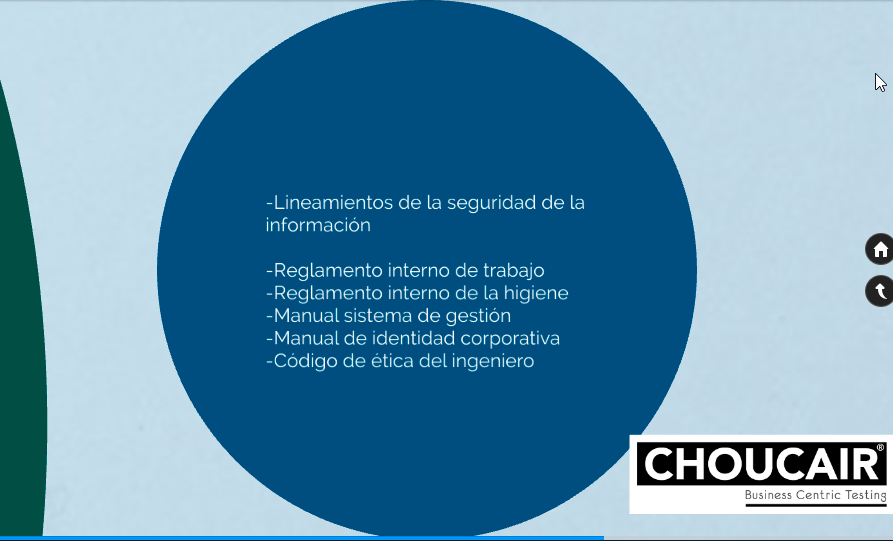 -Lineamientos de la seguridad de la
información
-Reglamento interno de trabajo
-Reglamento interno de la higiene
-Manual sistema de gestión
-Manual de identidad corporativa
-Código de ética del ingeniero
CHOUCAIR®
Business Centric Testing